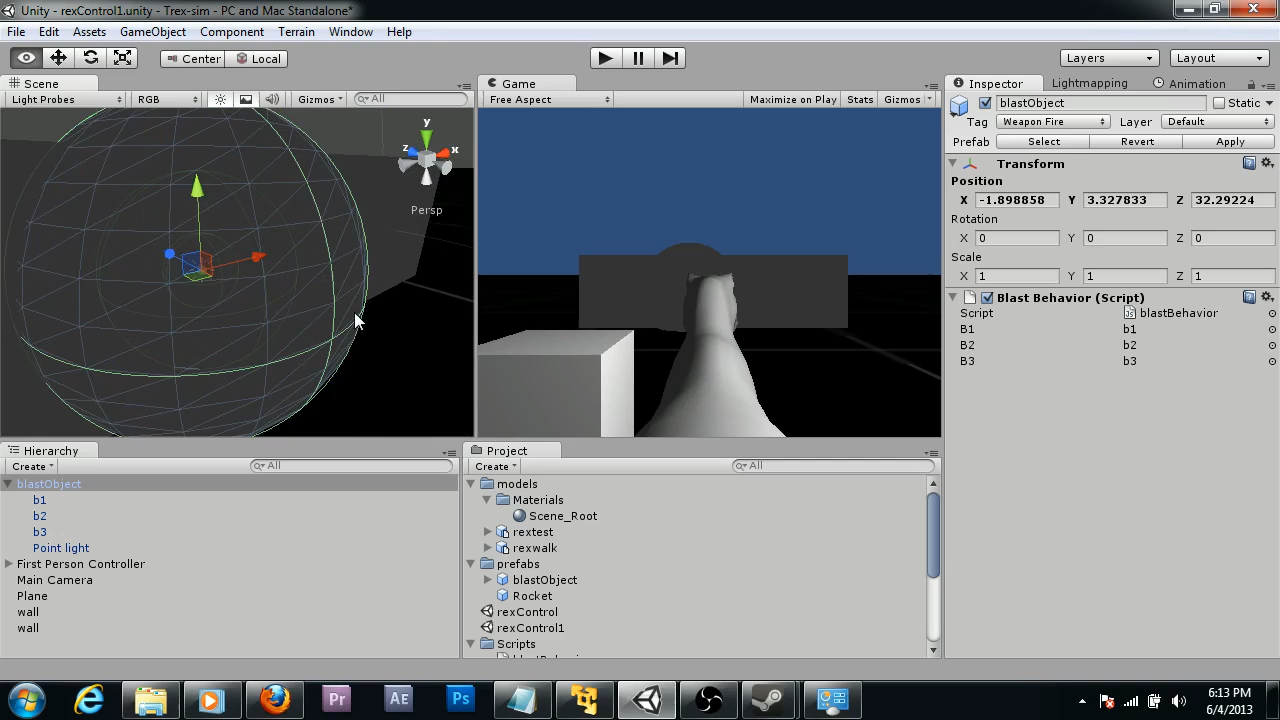 Unity - rexControl1.unity - Trex-sim - PC and Mac Standalone*
File Edit Assets GameObject Component Terrain Window Help
Center Local Layers Layout
Scene Game Inspector Lightmapping Animation
Light Probes RGB Gizmos All Free Aspect Maximize on Play Stats Gizmos
blastObject Static
Tag Weapon Fire Layer Default
Prefab Select Revert Apply
y
z x
Persp
Transform
Position
X -1.898858 Y 3.327833 Z 32.29224
Rotation
X 0 Y 0 Z 0
Scale
X 1 Y 1 Z 1
Blast Behavior (Script)
Script blastBehavior
B1 b1
B2 b2
B3 b3
Hierarchy
Create All
blastObject
b1
b2
b3
Point light
First Person Controller
Main Camera
Plane
wall
wall
Project
Create All
models
Materials
Scene_Root
rextest
rexwalk
prefabs
blastObject
Rocket
rexControl
rexControl1
Scripts
Pr Ae Ps
6:13 PM
6/4/2013